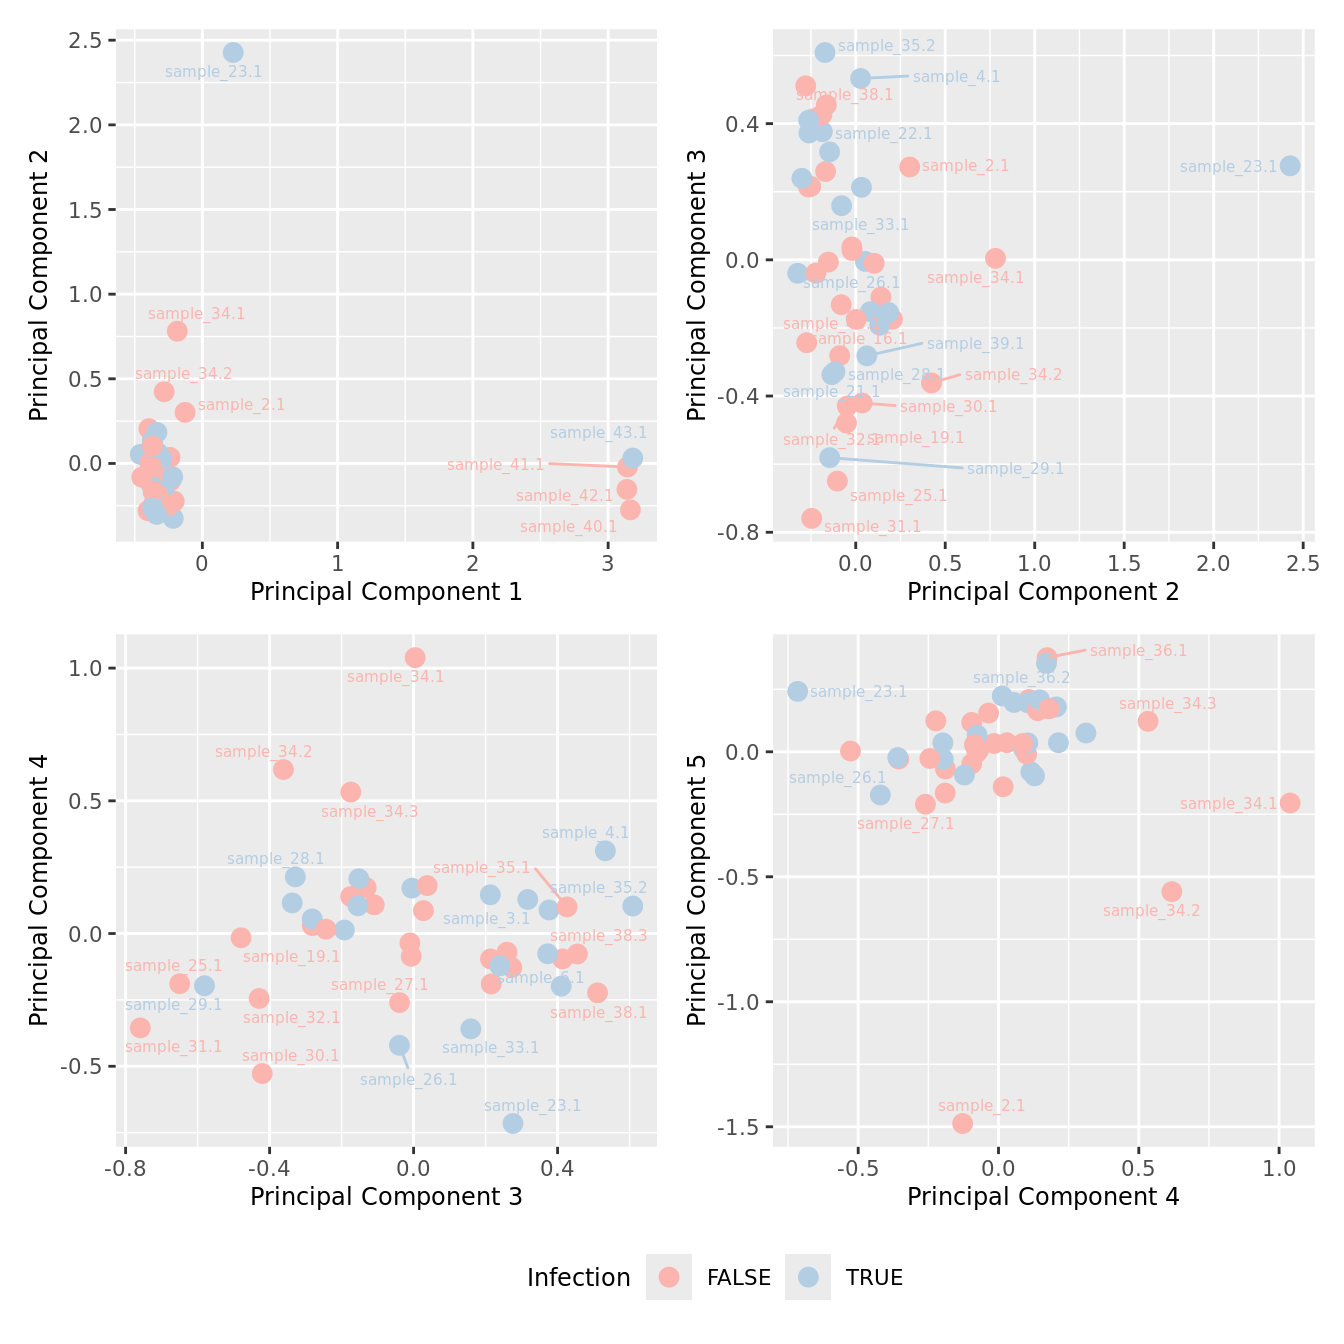 2.5
2.0
1.5
1.0
0.5
0.0
Principal Component 2
sample_23.1
sample_34.1
sample_34.2
sample_2.1
sample_43.1
sample_41.1
sample_42.1
sample_40.1
0
1
2
3
Principal Component 1
0.4
0.0
-0.4
-0.8
Principal Component 3
sample_35.2
sample_4.1
sample_38.1
sample_22.1
sample_2.1
sample_23.1
sample_33.1
sample_34.1
sample_26.1
sample_16.1
sample_39.1
sample_28.1
sample_34.2
sample_21.1
sample_30.1
sample_32.1
sample_19.1
sample_29.1
sample_25.1
sample_31.1
0.0
0.5
1.0
1.5
2.0
2.5
Principal Component 2
1.0
0.5
0.0
-0.5
Principal Component 4
sample_34.1
sample_34.2
sample_34.3
sample_4.1
sample_28.1
sample_35.1
sample_35.2
sample_3.1
sample_38.3
sample_19.1
sample_25.1
sample_27.1
sample_29.1
sample_38.1
sample_32.1
sample_31.1
sample_33.1
sample_30.1
sample_26.1
sample_23.1
-0.8
-0.4
0.0
0.4
Principal Component 3
0.0
-0.5
-1.0
-1.5
Principal Component 5
sample_36.1
sample_36.2
sample_23.1
sample_34.3
sample_26.1
sample_34.1
sample_27.1
sample_34.2
sample_2.1
-0.5
0.0
0.5
1.0
Principal Component 4
Infection
FALSE
TRUE